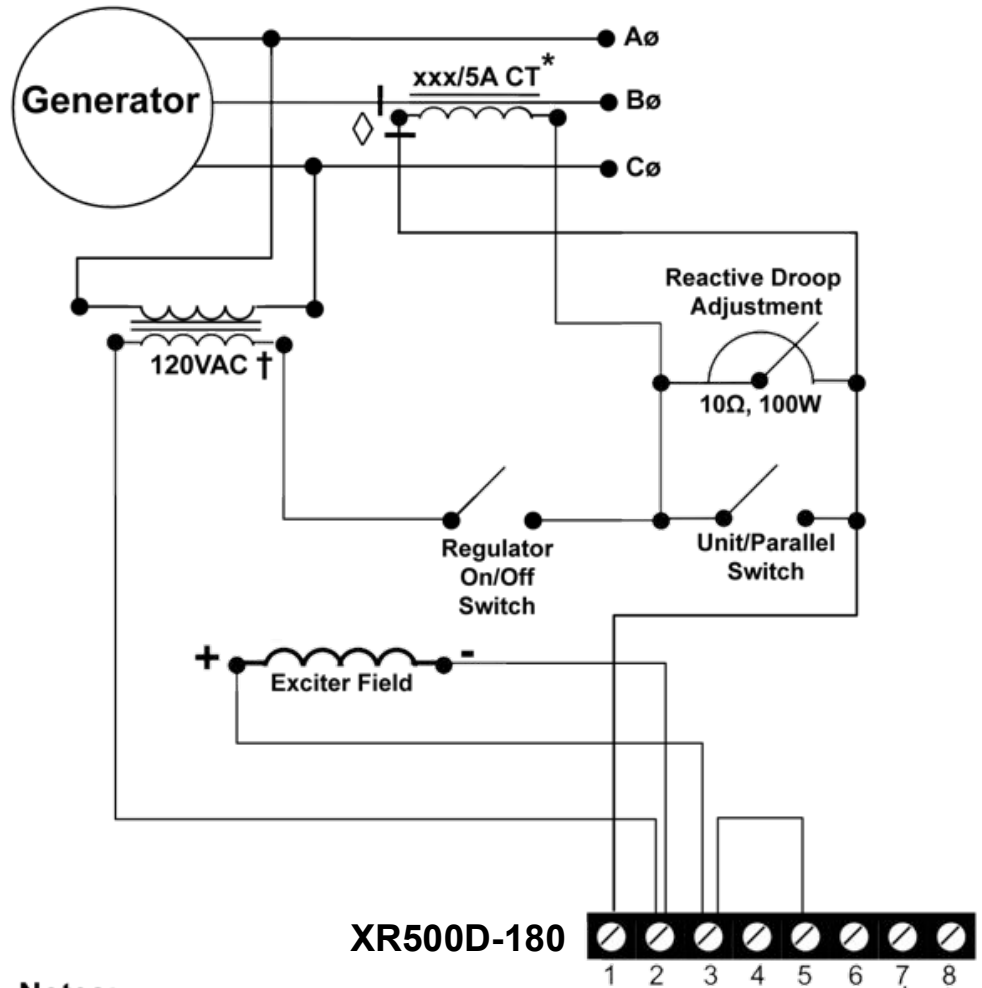 Generator
Aø
xxx/5A CT*
Bø
◊
Cø
Reactive Droop
Adjustment
10Ω, 100W
120VAC †
Regulator
On/Off
Switch
Unit/Parallel
Switch
+
-
Exciter Field
XR500D-180
1 2 3 4 5 6 7 8